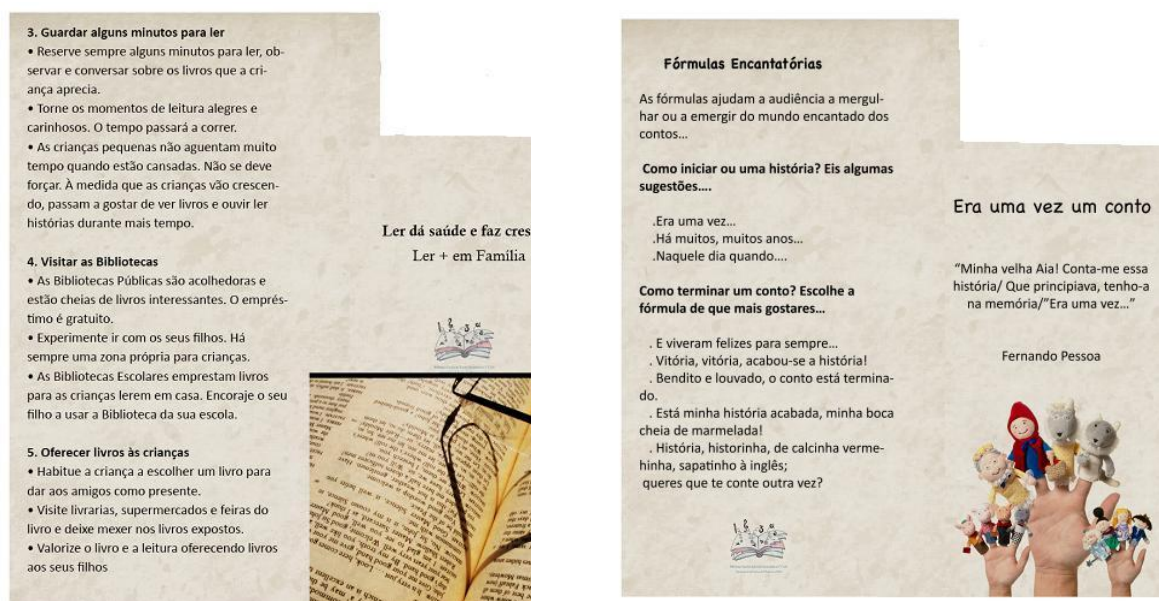 3. Guardar alguns minutos para ler
• Reserve sempre alguns minutos para ler, ob-
servar e conversar sobre os livros que a cri-
ança aprecia.
• Torne os momentos de leitura alegres e
carinhosos. O tempo passará a correr.
• As crianças pequenas não aguentam muito
tempo quando estão cansadas. Não se deve
forçar. À medida que as crianças vão crescen-
do, passam a gostar de ver livros e ouvir ler
histórias durante mais tempo.
4. Visitar as Bibliotecas
• As Bibliotecas Públicas são acolhedoras e
estão cheias de livros interessantes. O emprés-
timo é gratuito.
• Experimente ir com os seus filhos. Há
sempre uma zona própria para crianças.
• As Bibliotecas Escolares emprestam livros
para as crianças lerem em casa. Encoraje o seu
filho a usar a Biblioteca da sua escola.
5. Oferecer livros às crianças
• Habitue a criança a escolher um livro para
dar aos amigos como presente.
• Visite livrarias, supermercados e feiras do
livro e deixe mexer nos livros expostos.
• Valorize o livro e a leitura oferecendo livros
aos seus filhos
Ler dá saúde e faz cres
Ler + em Família
Fórmulas Encantatórias
As fórmulas ajudam a audiência a mergul-
har ou a emergir do mundo encantado dos
contos…
Como iniciar ou uma história? Eis algumas
sugestões….
.Era uma vez…
.Há muitos, muitos anos…
.Naquele dia quando….
Como terminar um conto? Escolhe a
fórmula de que mais gostares…
. E viveram felizes para sempre…
. Vitória, vitória, acabou-se a história!
. Bendito e louvado, o conto está termina-
do.
. Está minha história acabada, minha boca
cheia de marmelada!
. História, historinha, de calcinha verme-
hinha, sapatinho à inglês;
queres que te conte outra vez?
Era uma vez um conto
“Minha velha Aia! Conta-me essa
história/ Que principiava, tenho-a
na memória/”Era uma vez…”
Fernando Pessoa